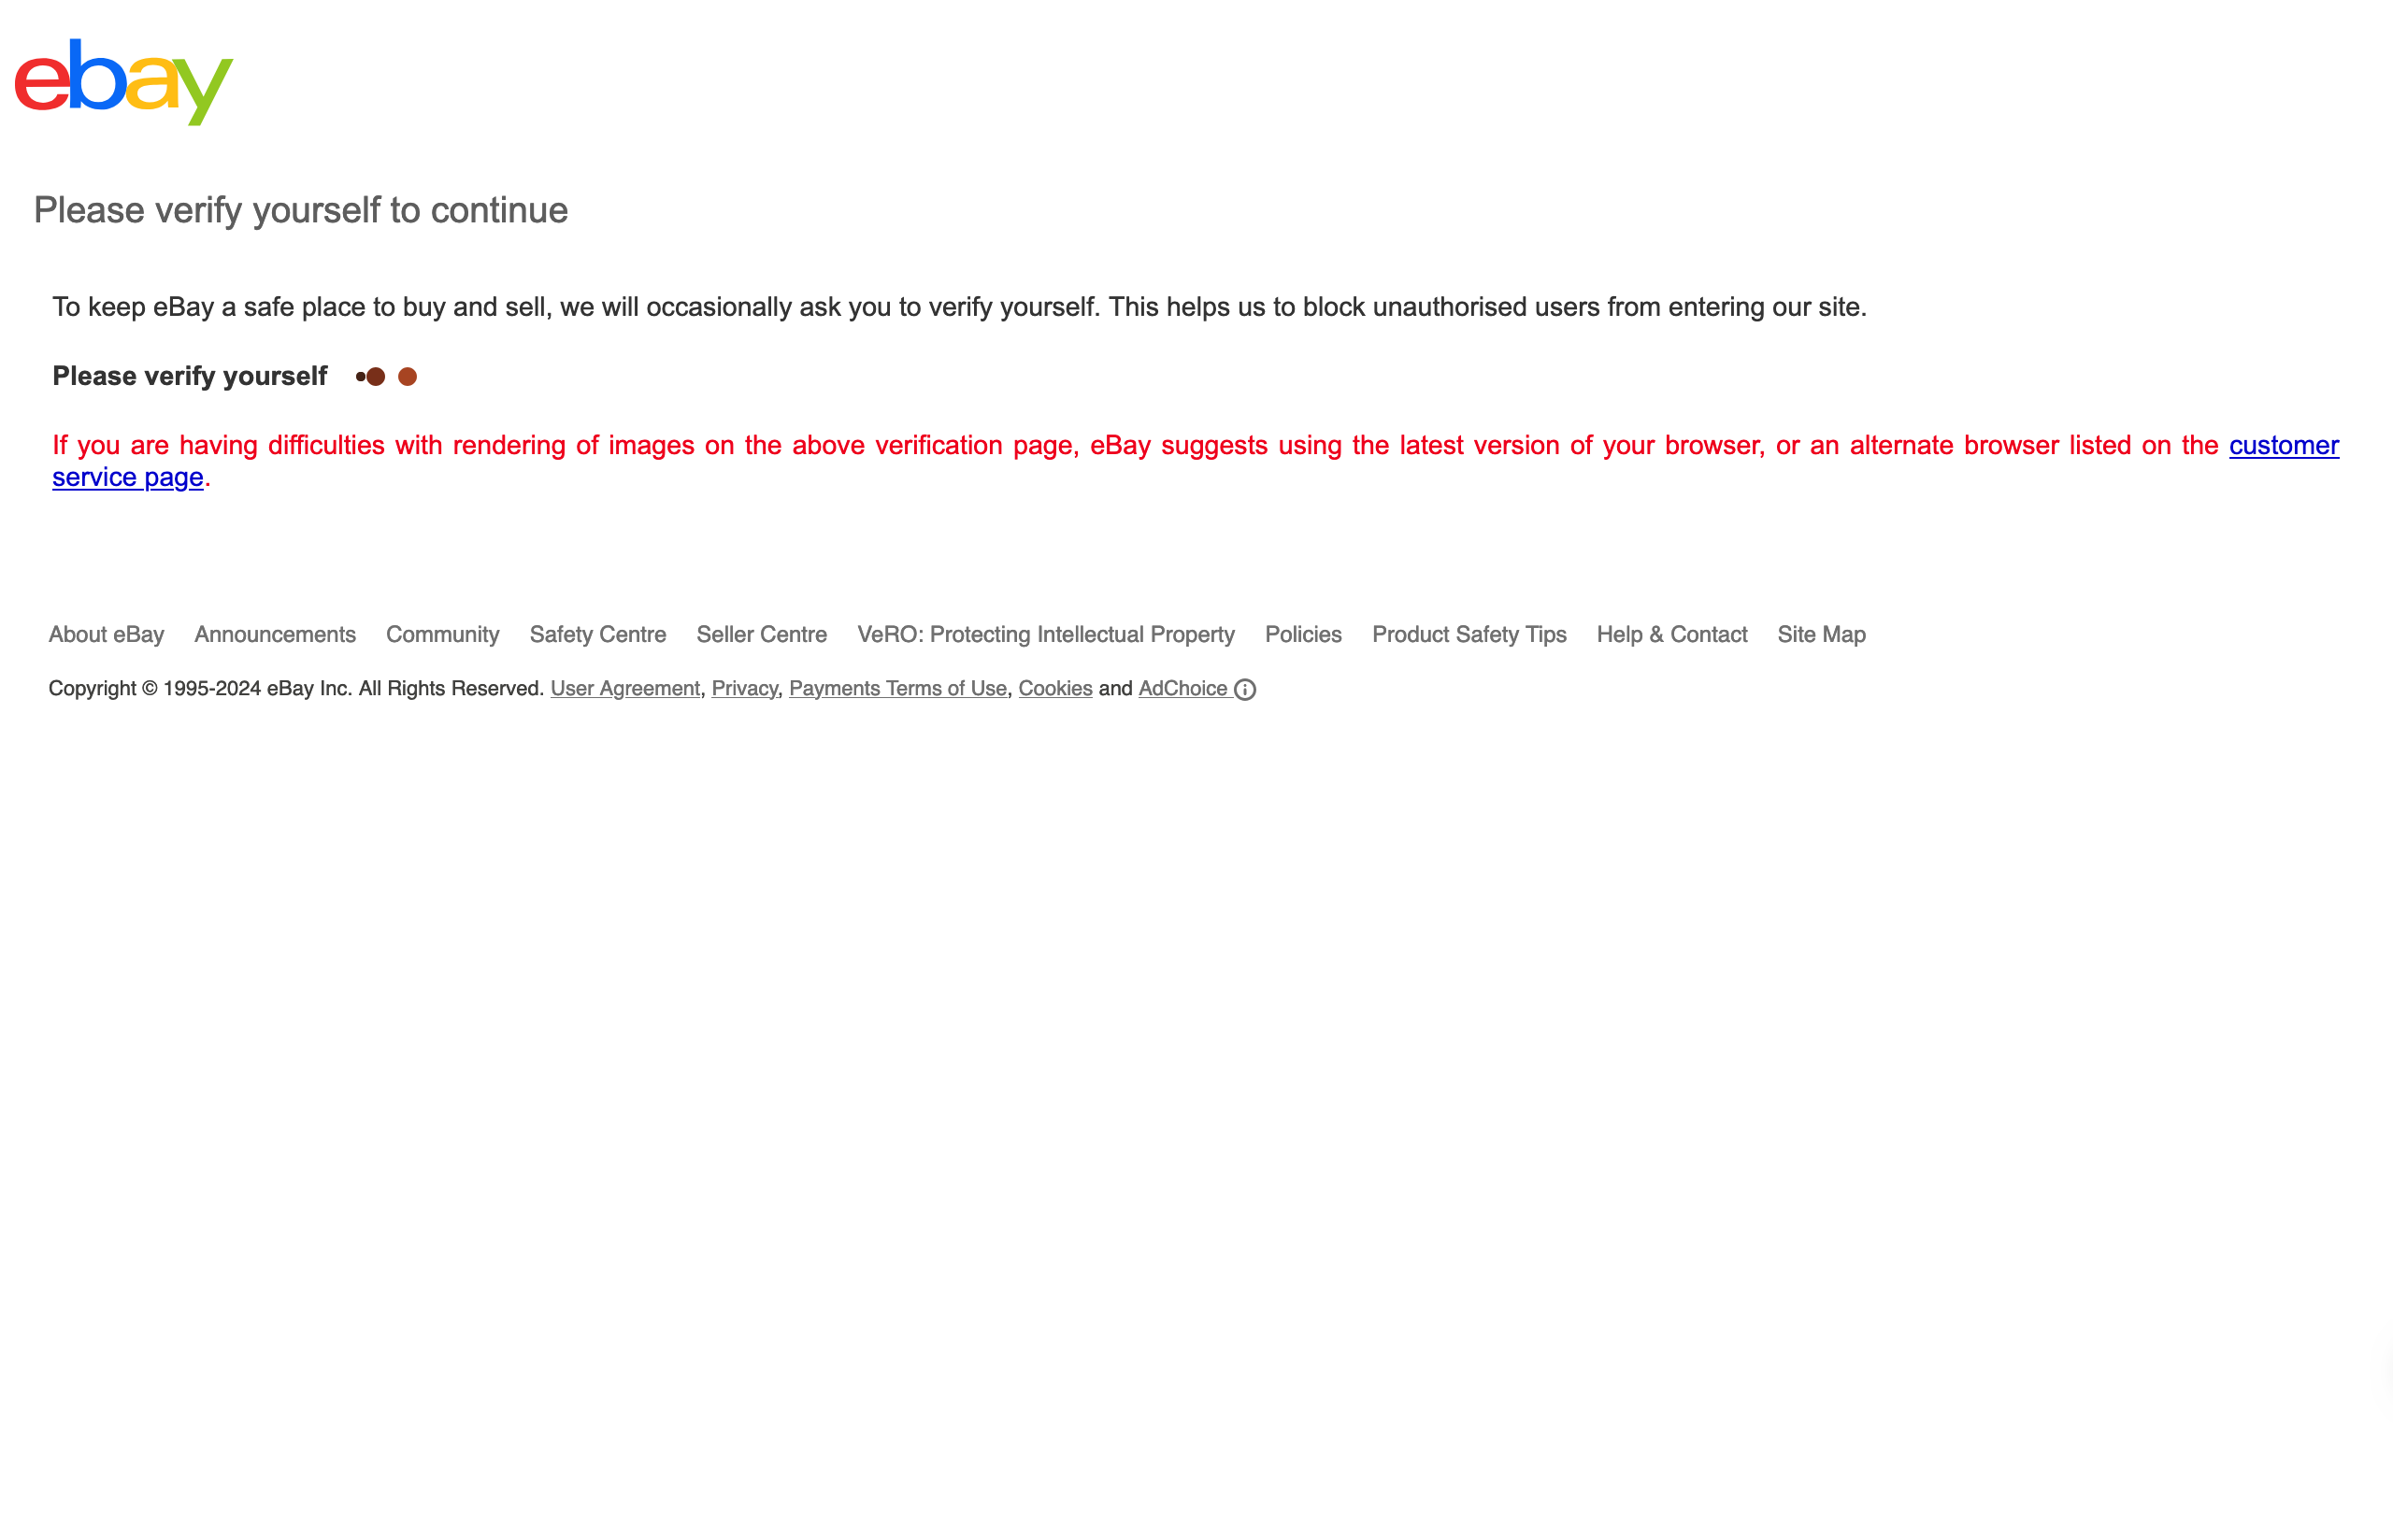 ebay
Please verify yourself to continue
To keep eBay a safe place to buy and sell, we will occasionally ask you to verify yourself. This helps us to block unauthorised users from entering our site.
Please verify yourself
If you are having difficulties with rendering of images on the above verification page, eBay suggests using the latest version of your browser, or an alternate browser listed on the customer
service page.
About eBay Announcements Community Safety Centre Seller Centre VeRO: Protecting Intellectual Property Policies Product Safety Tips Help & Contact Site Map
Copyright © 1995-2024 eBay Inc. All Rights Reserved. User Agreement, Privacy, Payments Terms of Use, Cookies and AdChoice